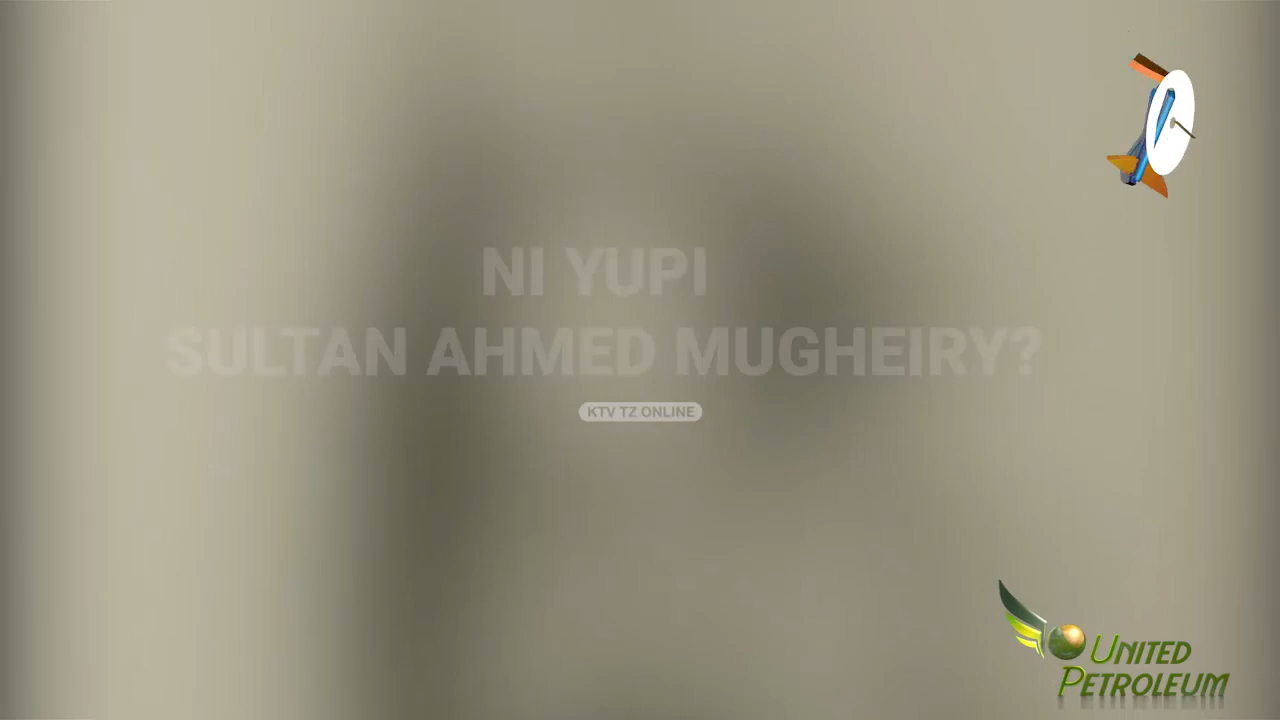 NI YUPI
SULTAN AHMED MUGHEIRY?
KTV TZ ONLINE
UNITED
PETROLEUM